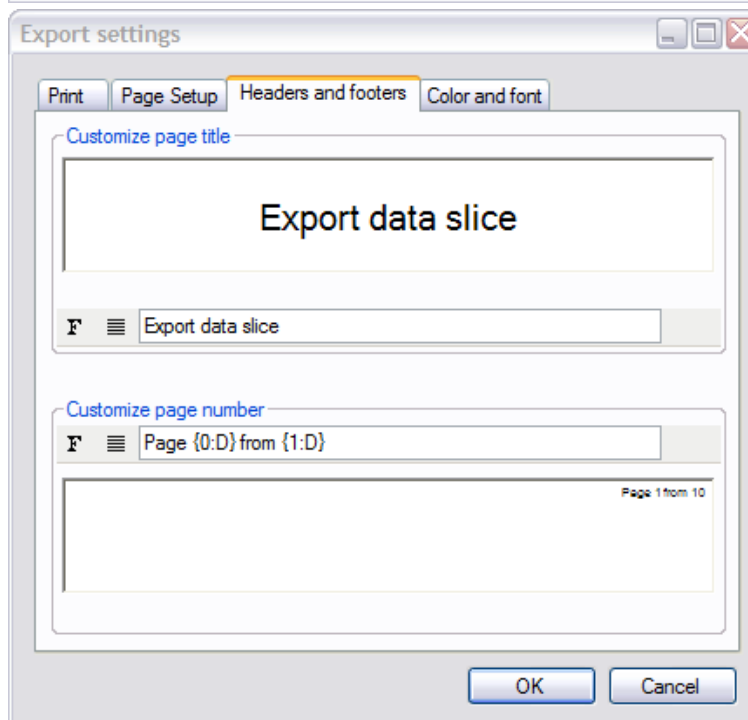 Export settings
Print Page Setup Headers and footers Color and font
Customize page title
Export data slice
F Export data slice
Customize page number
F Page {0:D} from {1:D}
Page 1 from 10
OK Cancel